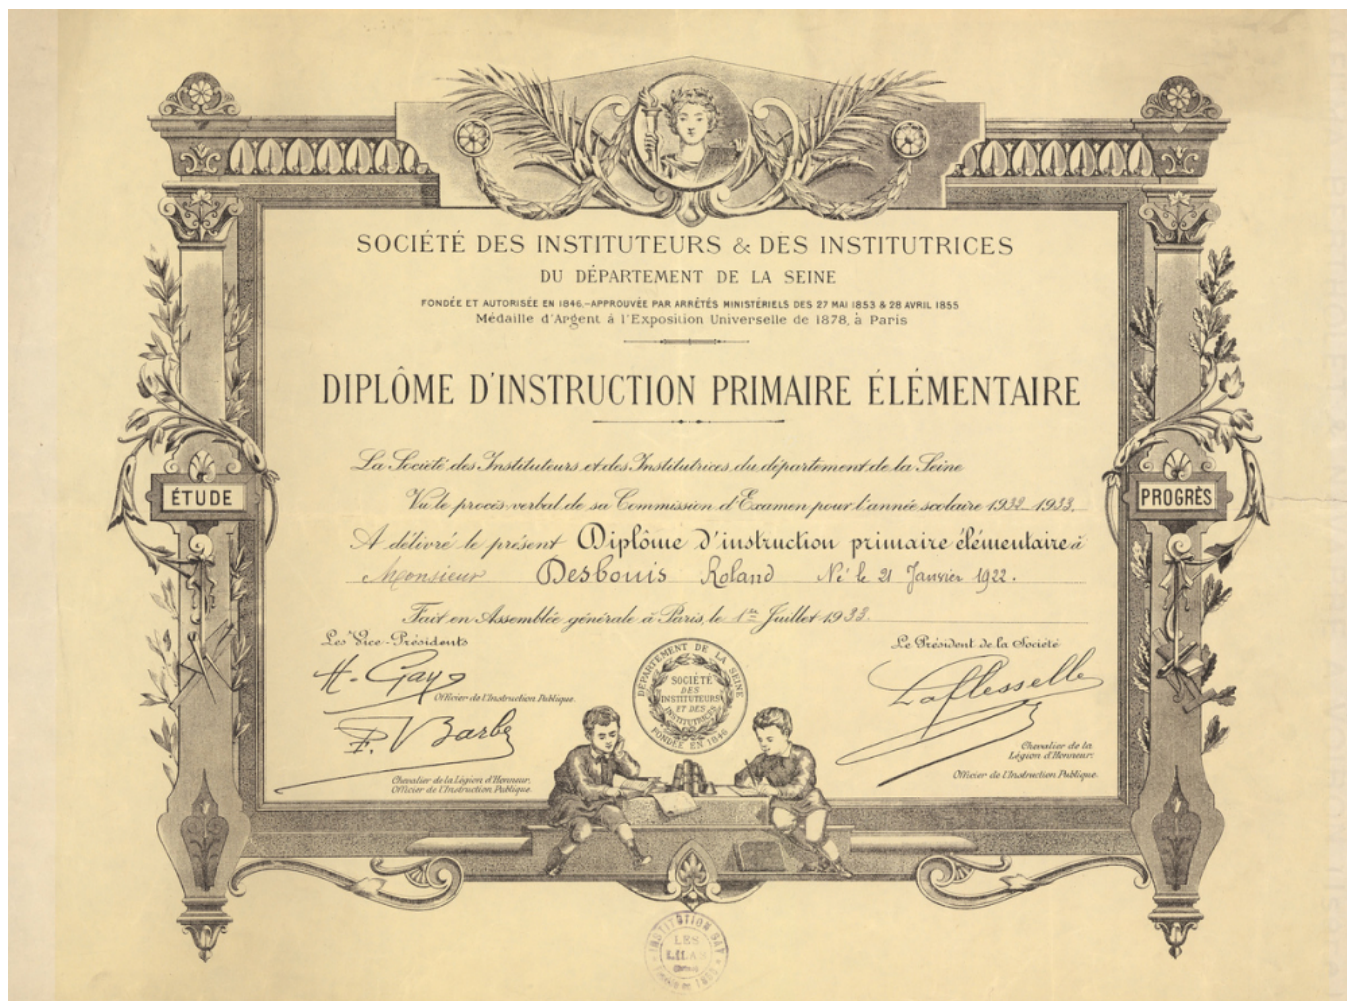 SOCIÉTÉ DES INSTITUTEURS & DES INSTITUTRICES
DU DÉPARTEMENT DE LA SEINE
FONDÉE ET AUTORISÉE EN 1846.–APPROUVÉE PAR ARRÊTÉS MINISTÉRIELS DES 27 MAI 1853 & 28 AVRIL 1855
Médaille d'Argent à l'Exposition Universelle de 1878, à Paris
DIPLÔME D'INSTRUCTION PRIMAIRE ÉLÉMENTAIRE
La Société des Instituteurs et des Institutrices du département de la Seine
ÉTUDE
Vu le procès-verbal de sa Commission d'Examen pour l'année scolaire 1932-1933.
PROGRÈS
A délivré le présent Diplôme d'instruction primaire élémentaire à
Monsieur Desbouis Roland Né le 21 Janvier 1922.
Fait en Assemblée générale à Paris, le 1er Juillet 1933.
Les Vice-Présidents
Le Président de la Société
H. Gay
Officier de l'Instruction Publique.
F. Barbe
Chevalier de la Légion d'Honneur.
Officier de l'Instruction Publique.
DÉPARTEMENT DE LA SEINE
SOCIÉTÉ
DES
INSTITUTEURS
ET DES
INSTITUTRICES
FONDÉE EN 1846
Laflesselle
Chevalier de la
Légion d'Honneur.
Officier de l'Instruction Publique.
INSTITUTION GAY
LES
LILAS